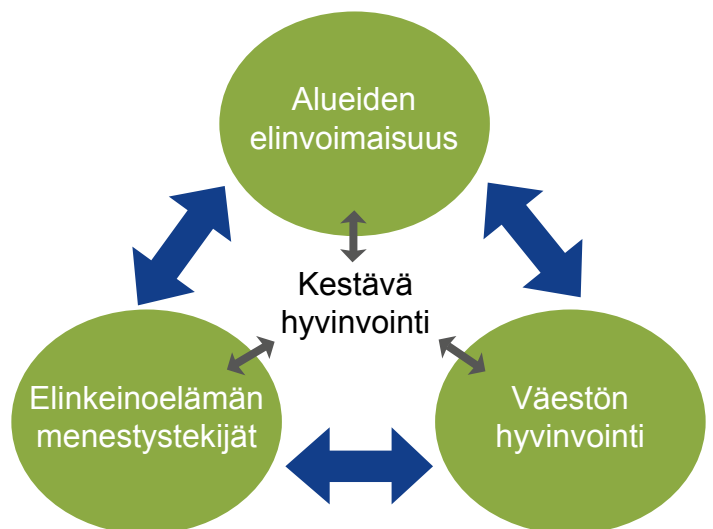 Alueiden
elinvoimaisuus
Kestävä
hyvinvointi
Elinkeinoelämän
menestystekijät
Väestön
hyvinvointi